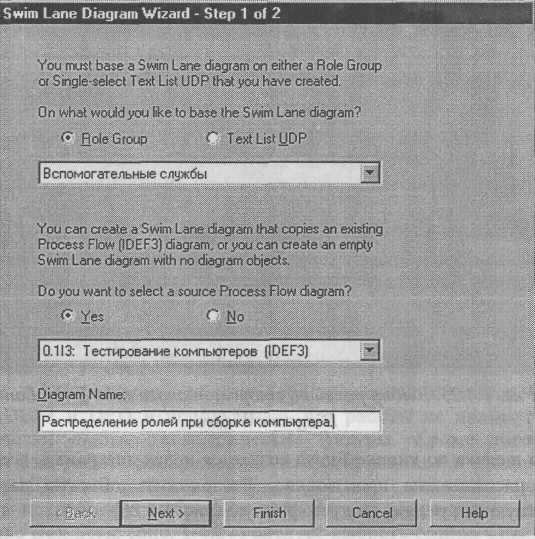 Swim Lane Diagram Wizard - Step 1 of 2
You must base a Swim Lane diagram on either a Role Group
or Single-select Text List UDP that you have created.
On what would you like to base the Swim Lane diagram?
Role Group Text List UDP
Вспомогательные службы
You can create a Swim Lane diagram that copies an existing
Process Flow (IDEF3) diagram, or you can create an empty
Swim Lane diagram with no diagram objects.
Do you want to select a source Process Flow diagram?
Yes No
0.1I3: Тестирование компьютеров (IDEF3)
Diagram Name:
Распределение ролей при сборке компьютера.
< Back Next > Finish Cancel Help